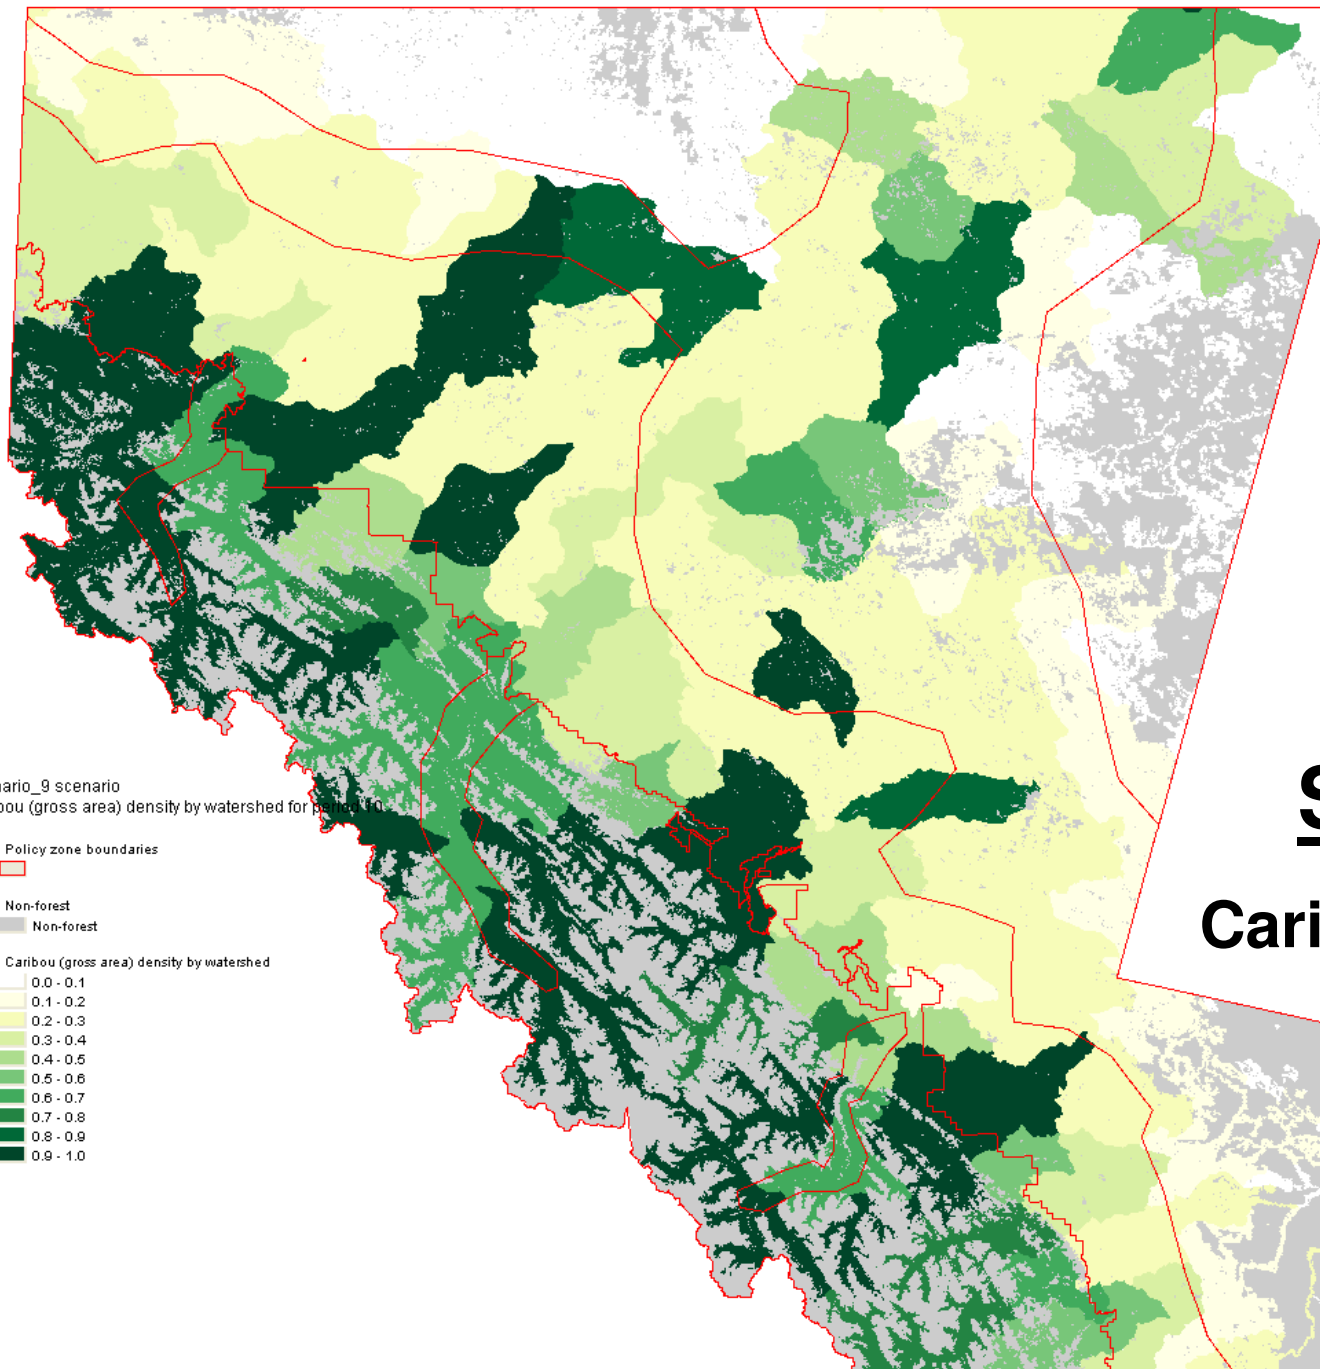 nario_9 scenario
bou (gross area) density by watershed for period 10
Policy zone boundaries
Non-forest
Non-forest
Caribou (gross area) density by watershed
0.0 - 0.1
0.1 - 0.2
0.2 - 0.3
0.3 - 0.4
0.4 - 0.5
0.5 - 0.6
0.6 - 0.7
0.7 - 0.8
0.8 - 0.9
0.9 - 1.0
S
Cari